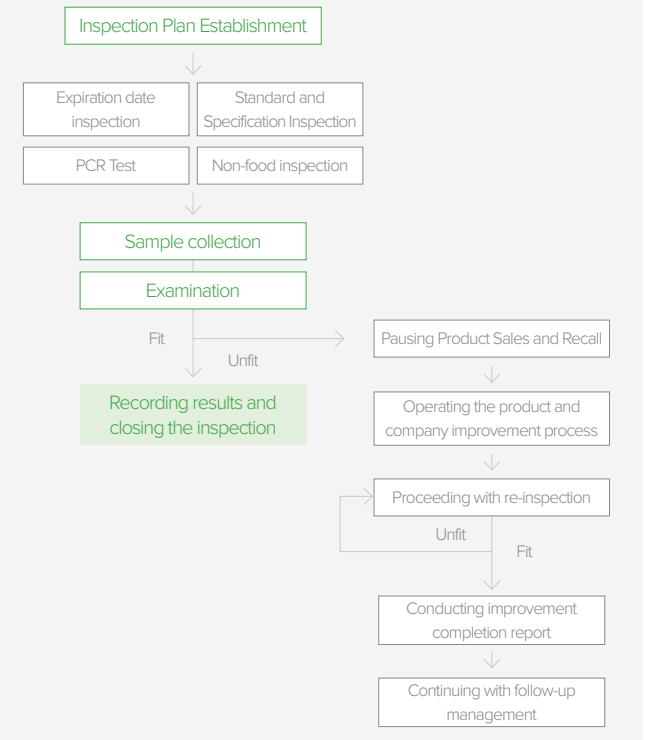 Inspection Plan Establishment
Expiration date
inspection
Standard and
Specification Inspection
PCR Test
Non-food inspection
Sample collection
Examination
Fit
Unfit
Recording results and
closing the inspection
Pausing Product Sales and Recall
Operating the product and
company improvement process
Proceeding with re-inspection
Unfit
Fit
Conducting improvement
completion report
Continuing with follow-up
management